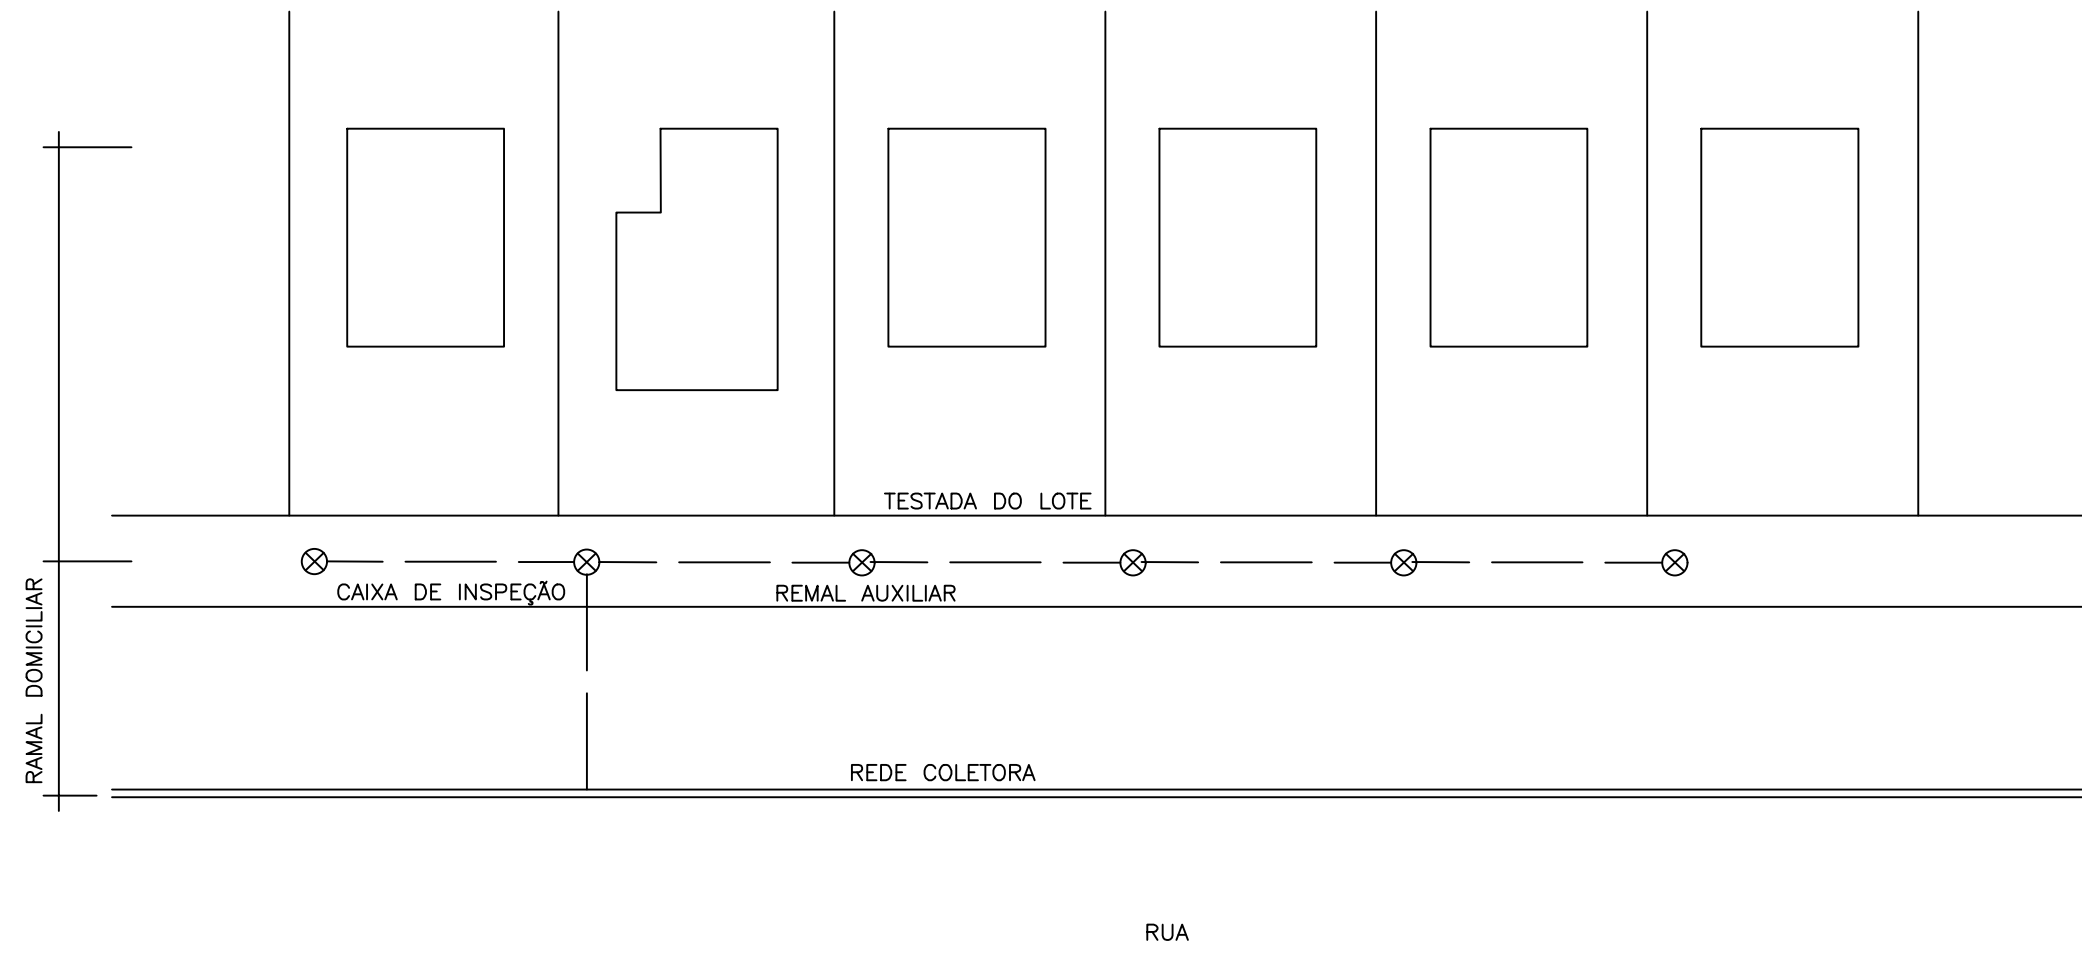 TESTADA DO LOTE
CAIXA DE INSPEÇÃO
REMAL AUXILIAR
RAMAL DOMICILIAR
REDE COLETORA
RUA